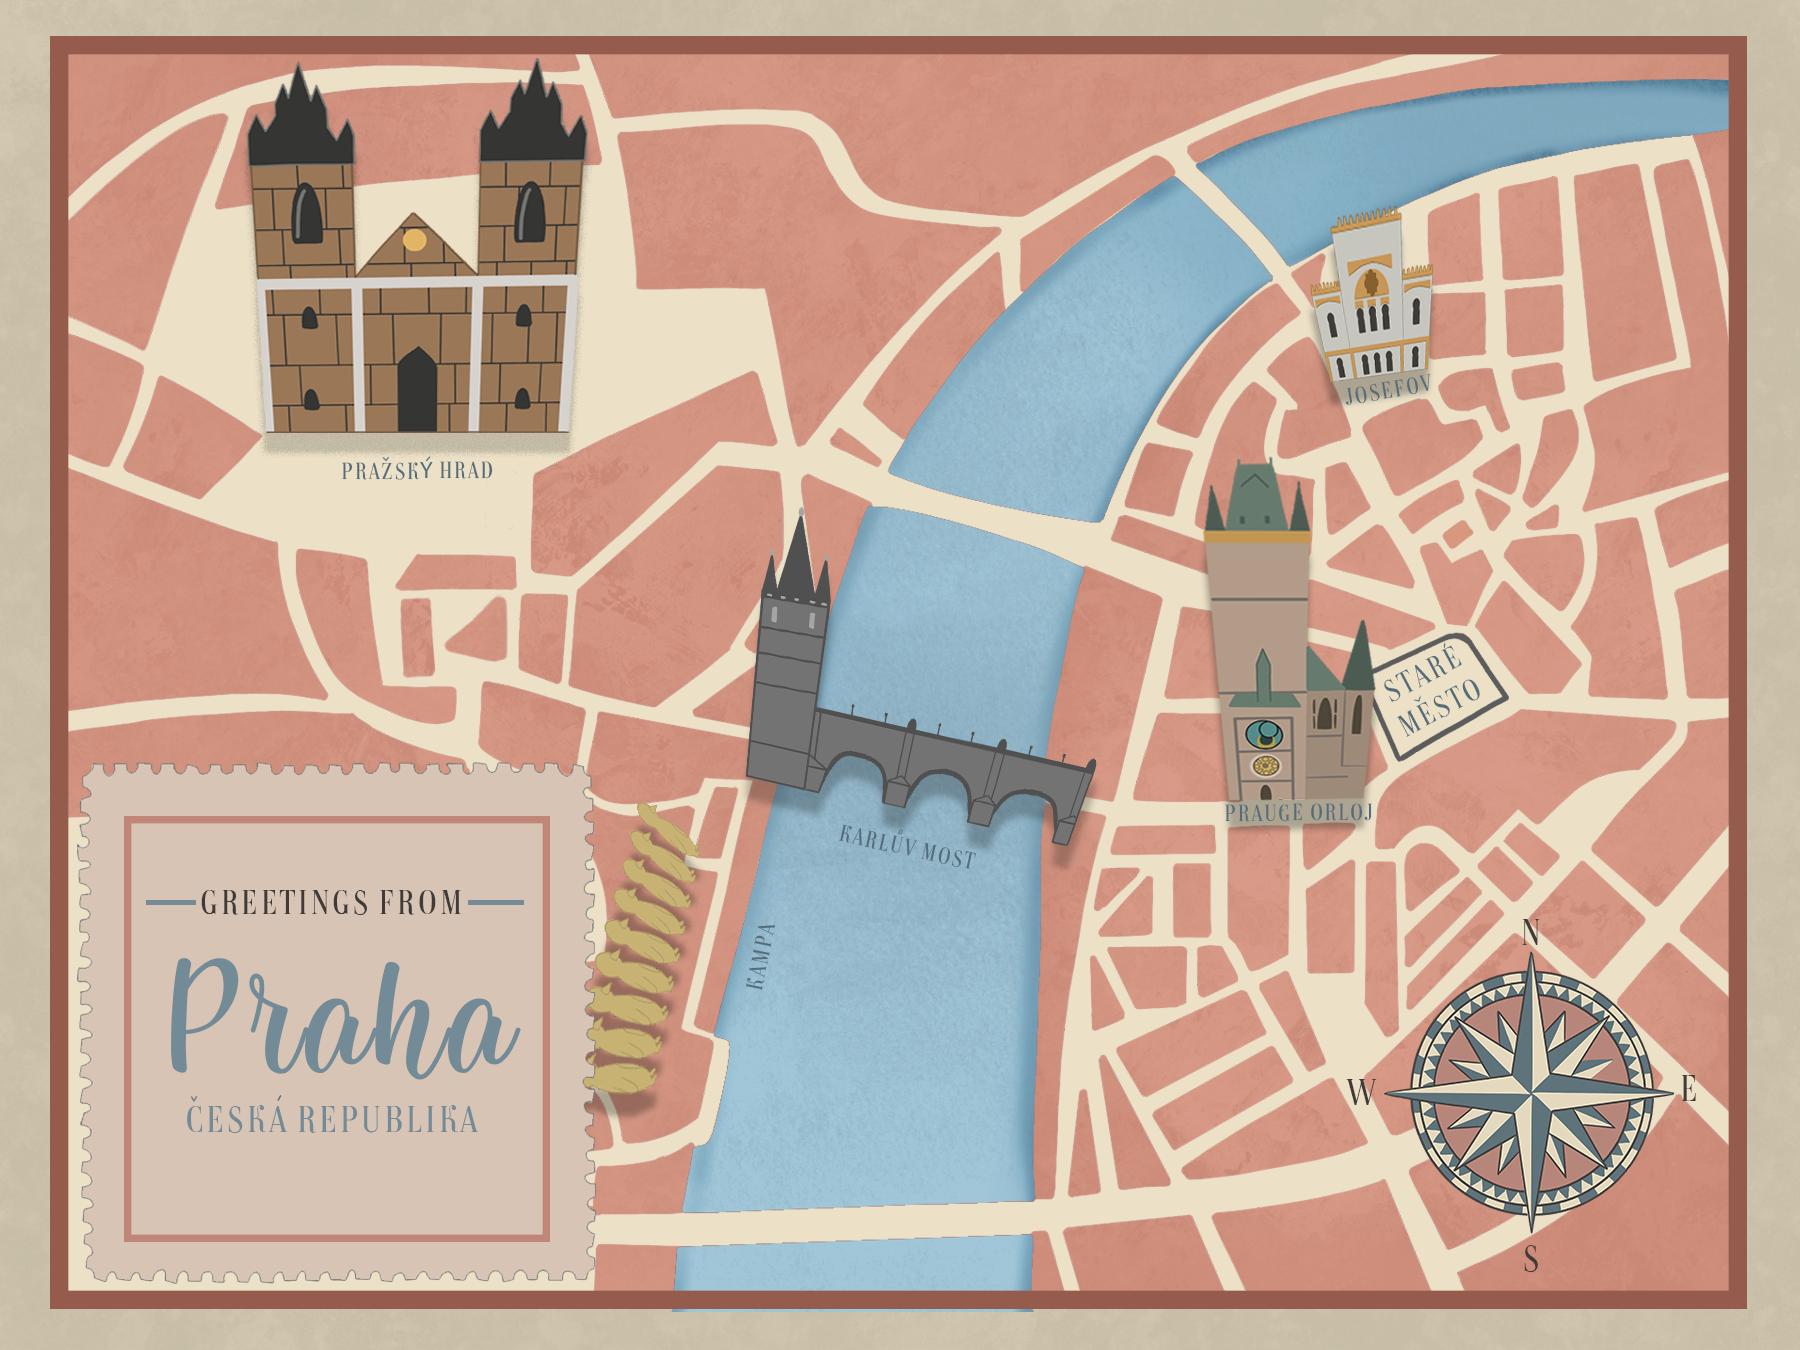 PRAŽSKÝ HRAD
JOSEFOV
STARÉ
MĚSTO
PRAUGE ORLOJ
KARLŮV MOST
KAMPA
GREETINGS FROM
Praha
ČESKÁ REPUBLIKA
N
W
E
S